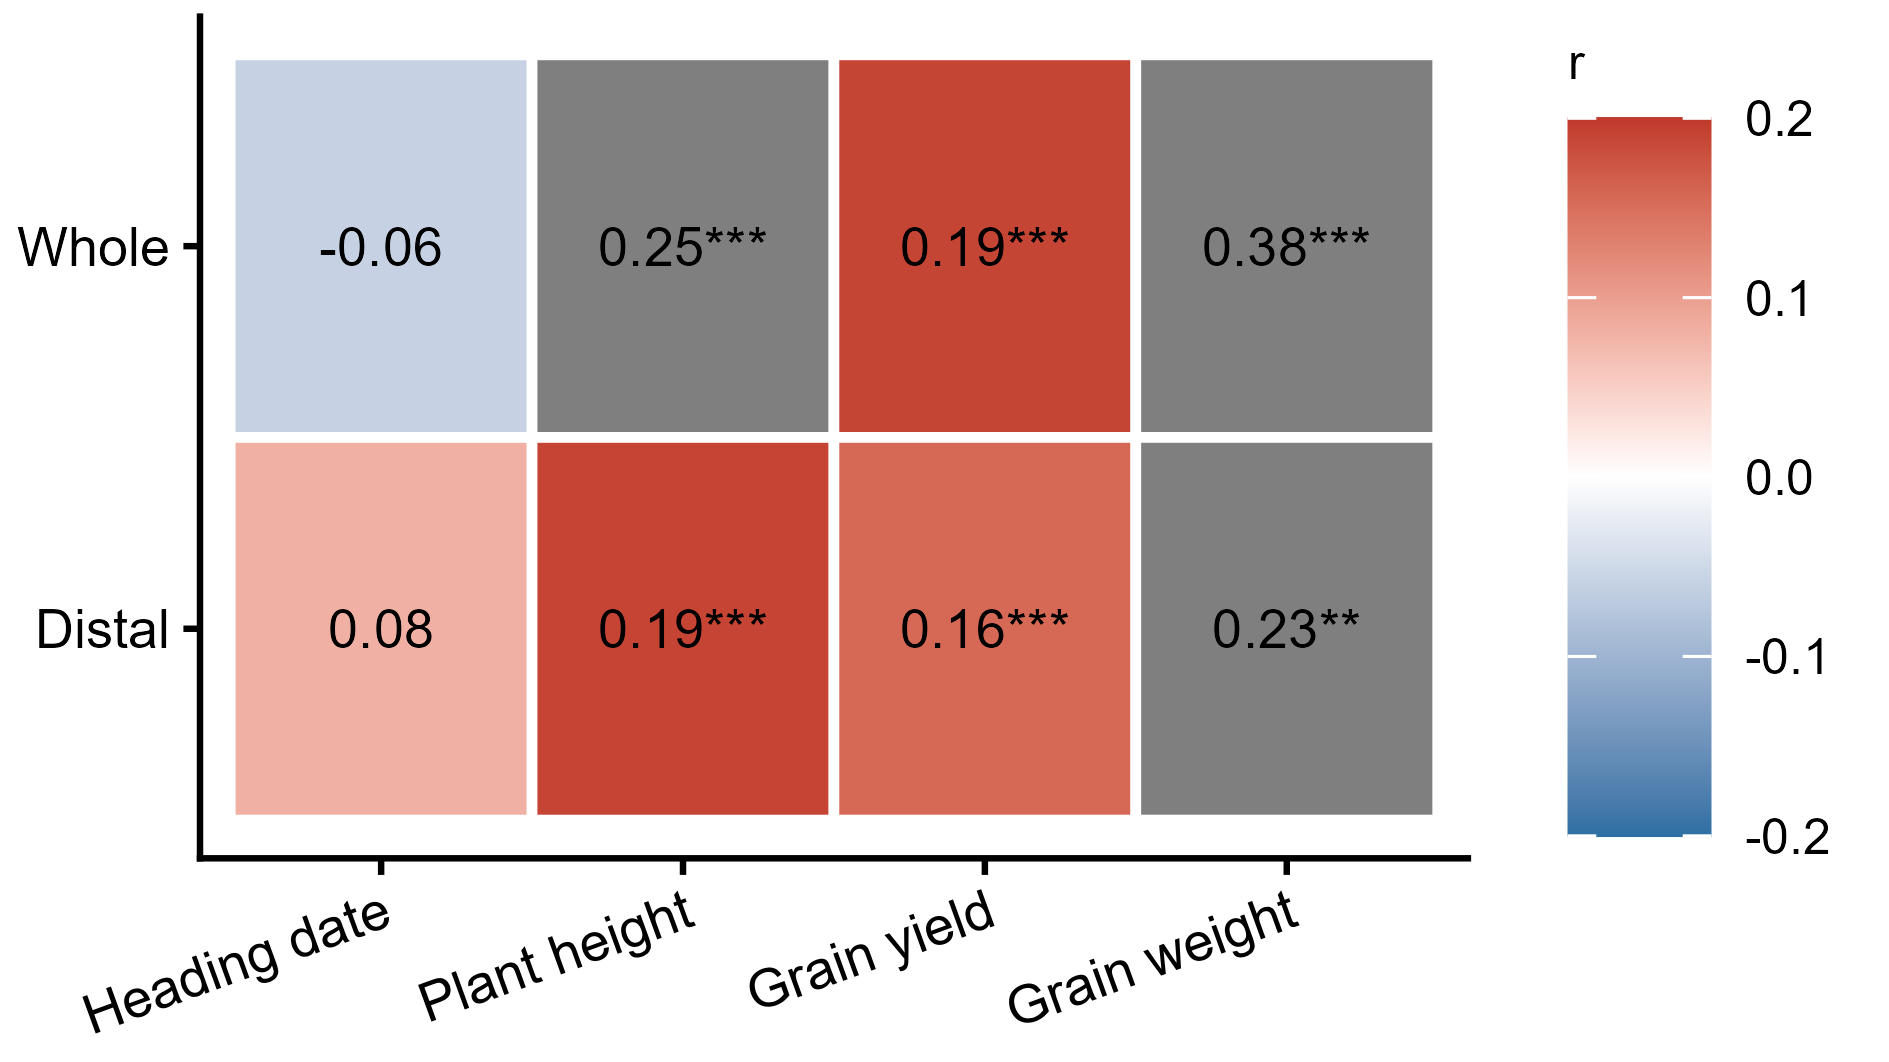 r
0.2
0.1
0.0
-0.1
-0.2
Whole
-0.06
0.25***
0.19***
0.38***
Distal
0.08
0.19***
0.16***
0.23**
Heading date
Plant height
Grain yield
Grain weight